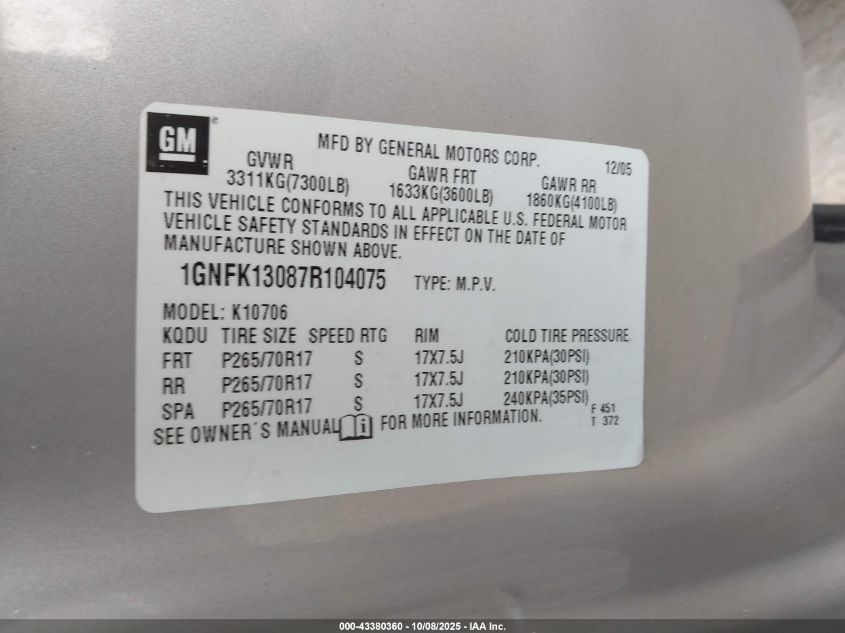 GM
MFD BY GENERAL MOTORS CORP. 12/05
GVWR GAWR FRT GAWR RR
3311KG(7300LB) 1633KG(3600LB) 1860KG(4100LB)
THIS VEHICLE CONFORMS TO ALL APPLICABLE U.S. FEDERAL MOTOR
VEHICLE SAFETY STANDARDS IN EFFECT ON THE DATE OF
MANUFACTURE SHOWN ABOVE.
1GNFK13087R104075 TYPE: M.P.V.
MODEL: K10706
KQDU TIRE SIZE SPEED RTG RIM COLD TIRE PRESSURE
FRT P265/70R17 S 17X7.5J 210KPA(30PSI)
RR P265/70R17 S 17X7.5J 210KPA(30PSI)
SPA P265/70R17 S 17X7.5J 240KPA(35PSI)
SEE OWNER´S MANUAL i FOR MORE INFORMATION.
F 451
T 372
000-43380360 - 10/08/2025 - IAA Inc.